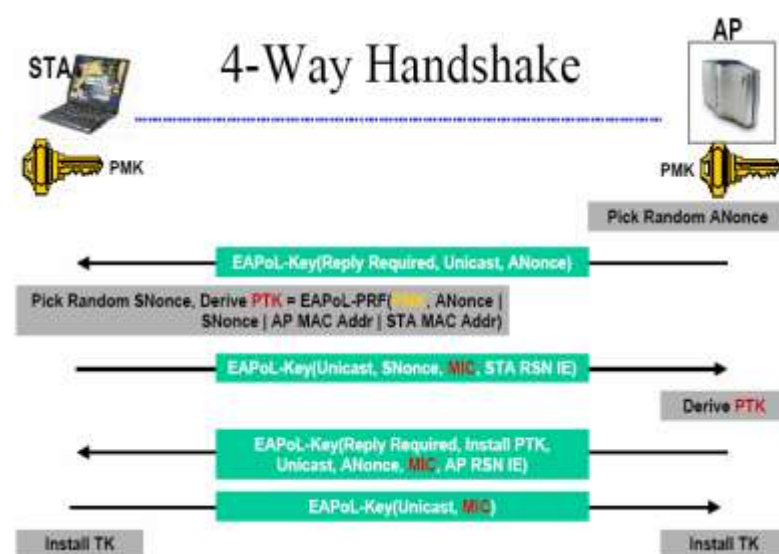 AP
STA
4-Way Handshake
PMK
PMK
Pick Random ANonce
EAPoL-Key(Reply Required, Unicast, ANonce)
Pick Random SNonce, Derive PTK = EAPoL-PRF(PMK, ANonce |
SNonce | AP MAC Addr | STA MAC Addr)
EAPoL-Key(Unicast, SNonce, MIC, STA RSN IE)
Derive PTK
EAPoL-Key(Reply Required, Install PTK,
Unicast, ANonce, MIC, AP RSN IE)
EAPoL-Key(Unicast, MIC)
Install TK
Install TK